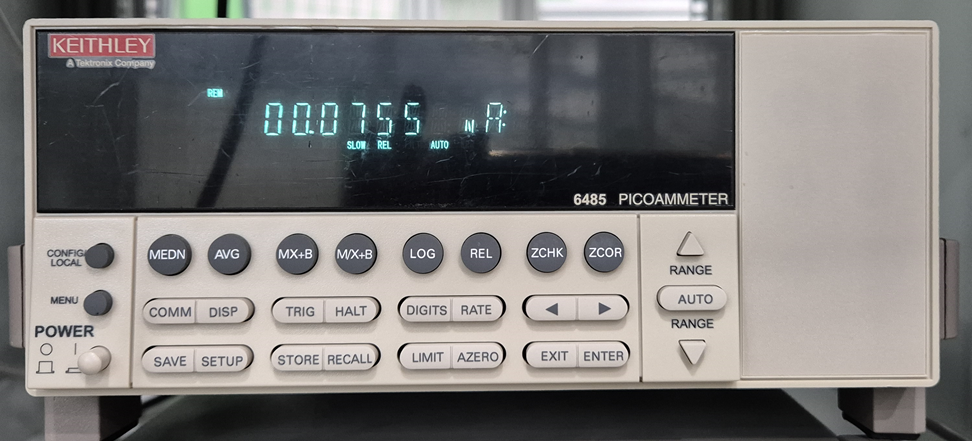 KEITHLEY
A Tektronix Company
REM
00.0755 NA
SLOW REL AUTO
6485 PICOAMMETER
CONFIG
LOCAL
MEDN AVG MX+B M/X+B LOG REL ZCHK ZCOR
RANGE
MENU
COMM DISP TRIG HALT DIGITS RATE
AUTO
RANGE
POWER
SAVE SETUP STORE RECALL LIMIT AZERO EXIT ENTER